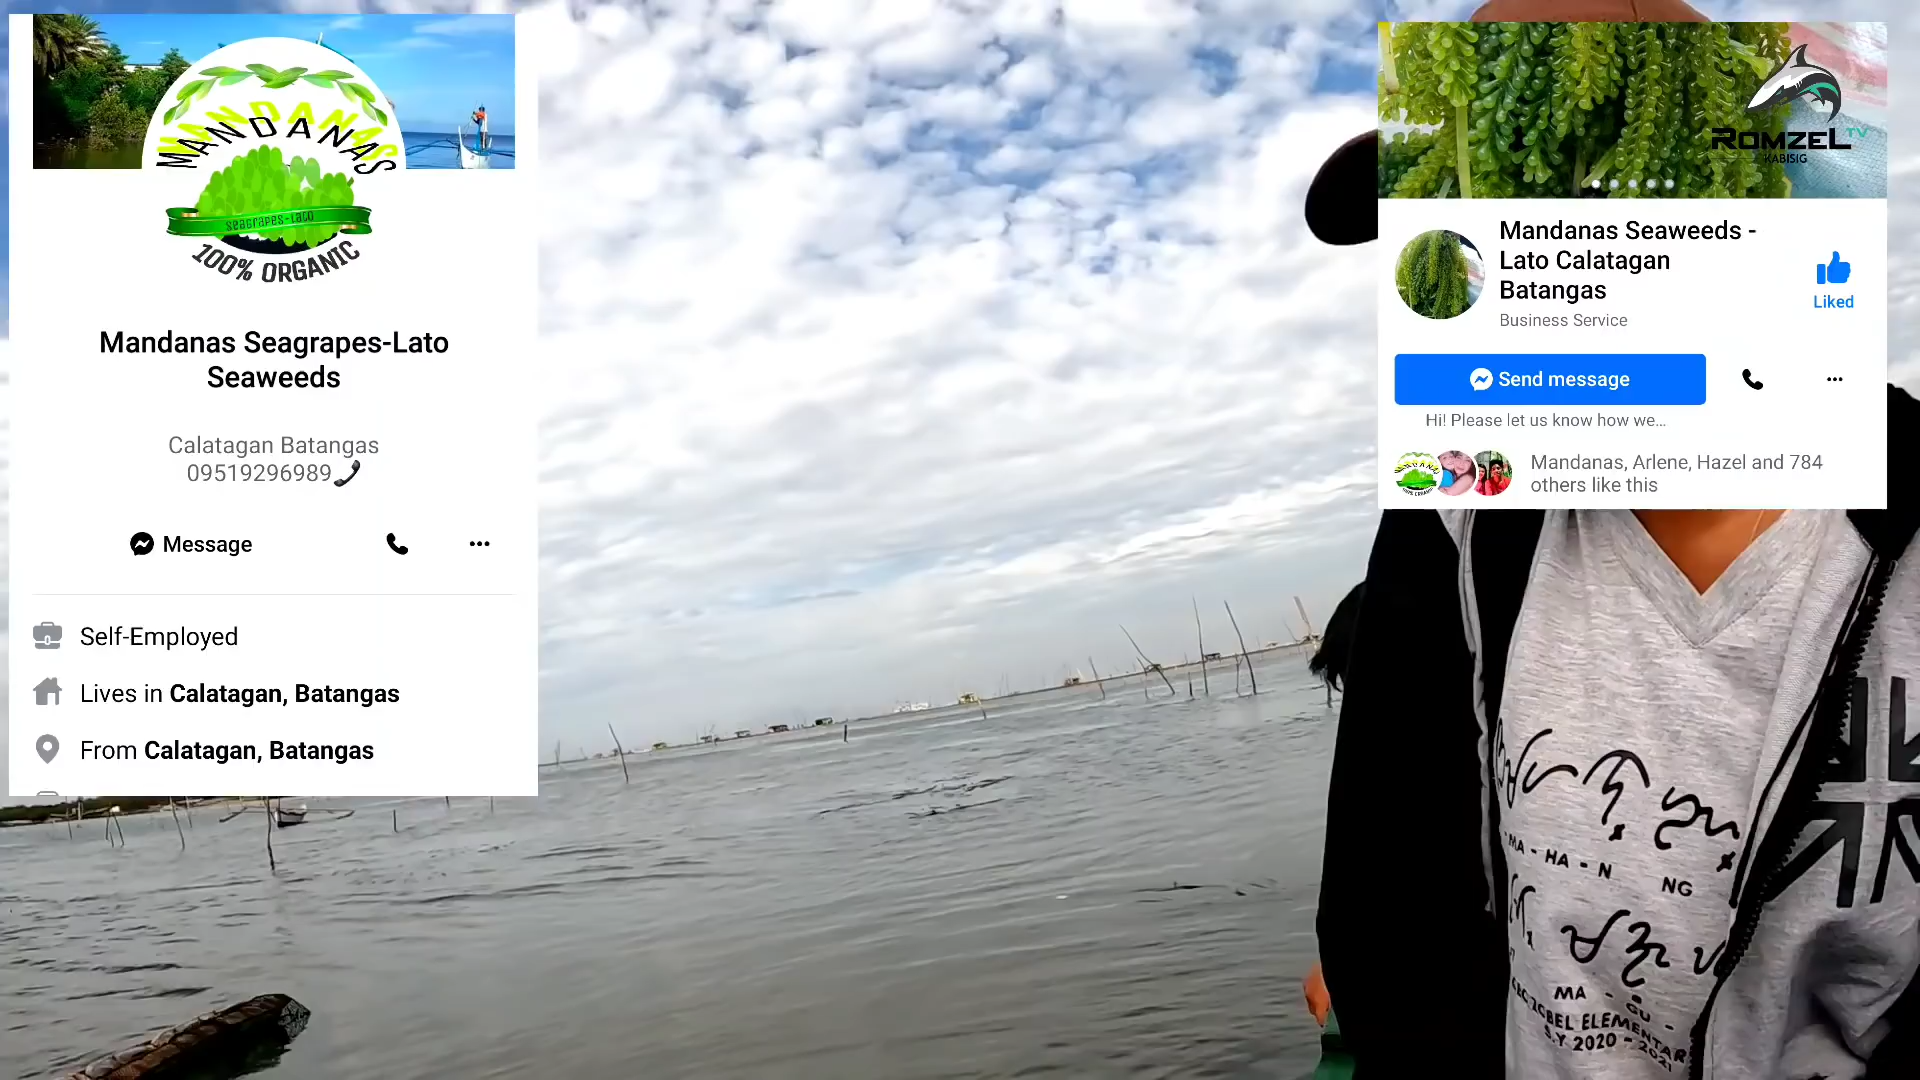 MANDANAS
seagrapes-Lato
100% ORGANIC
Mandanas Seagrapes-Lato
Seaweeds
Calatagan Batangas
09519296989
Message
Self-Employed
Lives in Calatagan, Batangas
From Calatagan, Batangas
ROMZEL TV
KABISIG
Mandanas Seaweeds -
Lato Calatagan
Batangas
Business Service
Liked
Send message
Hi! Please let us know how we...
Mandanas, Arlene, Hazel and 784
others like this
MA - HA - N NG
MA - GU -
ELEMENTAR
S.Y 2020 - 2021